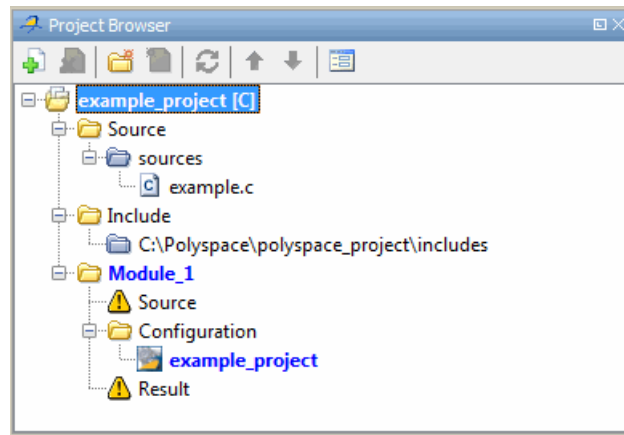 Project Browser
example_project [C]
Source
sources
example.c
Include
C:\Polyspace\polyspace_project\includes
Module_1
Source
Configuration
example_project
Result